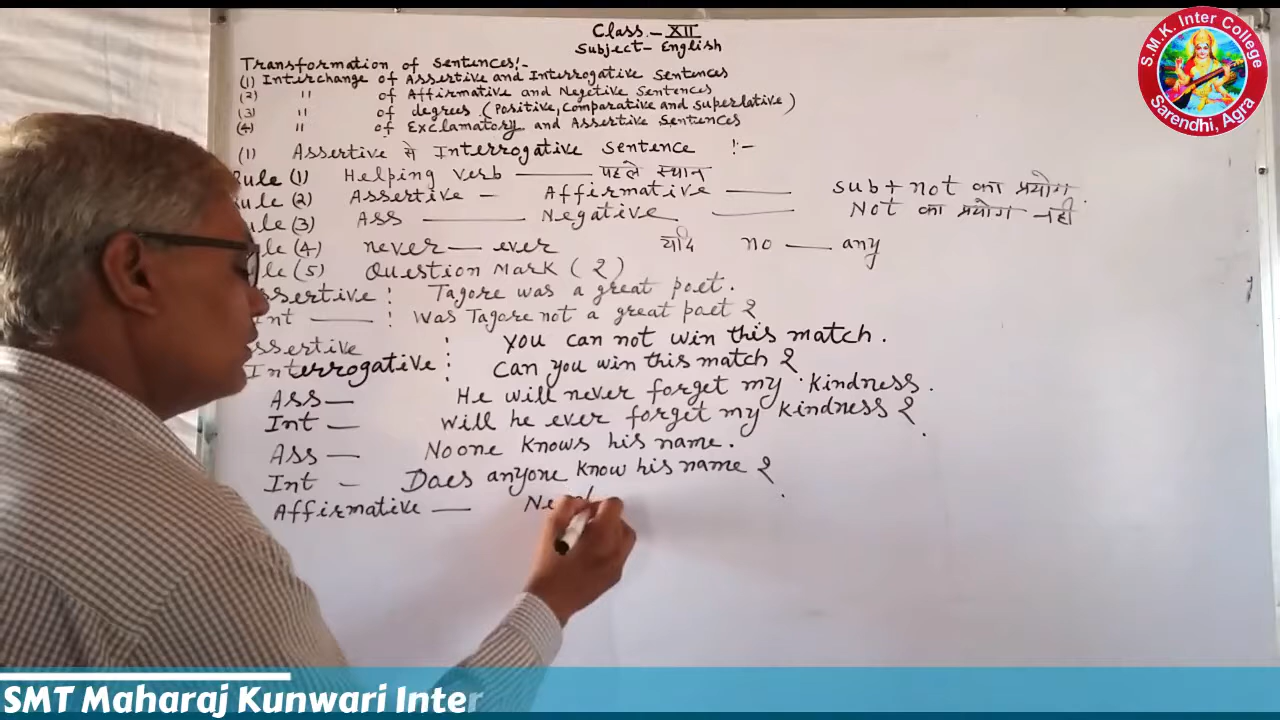 Class - XII
Subject - English
Transformation of Sentences:-
(1) Interchange of Assertive and Interrogative Sentences
(2) " of Affirmative and Negetive Sentences
(3) " of degrees (Positive, Comparative and Superlative)
(4) " of Exclamatory and Assertive Sentences
(1) Assertive से Interrogative Sentence :-
Rule (1) Helping verb —— पहले स्थान
Rule (2) Assertive - Affirmative —— Sub + not का प्रयोग.
Rule (3) Ass —— Negative —— Not का प्रयोग नही
Rule (4) never — ever यदि no — any
Rule (5) Question Mark (?)
Assertive : Tagore was a great poet.
Int —— : Was Tagore not a great poet ?
Assertive : You can not win this match.
Interrogative : Can you win this match ?
Ass — He will never forget my kindness.
Int — Will he ever forget my kindness ?
Ass — Noone knows his name.
Int - Does anyone know his name ?
Affirmative —
S.M.K. Inter College
Sarendhi, Agra
SMT Maharaj Kunwari Inter